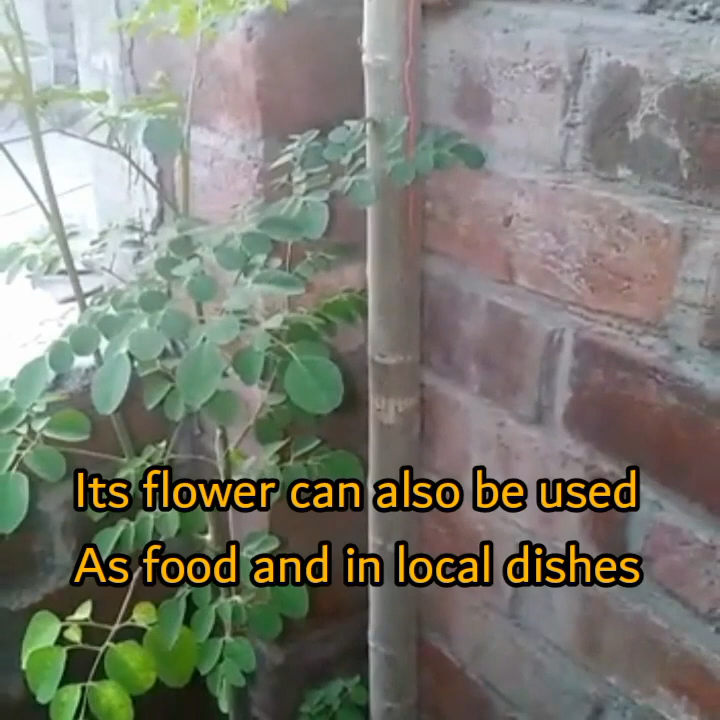 Its flower can also be used
As food and in local dishes